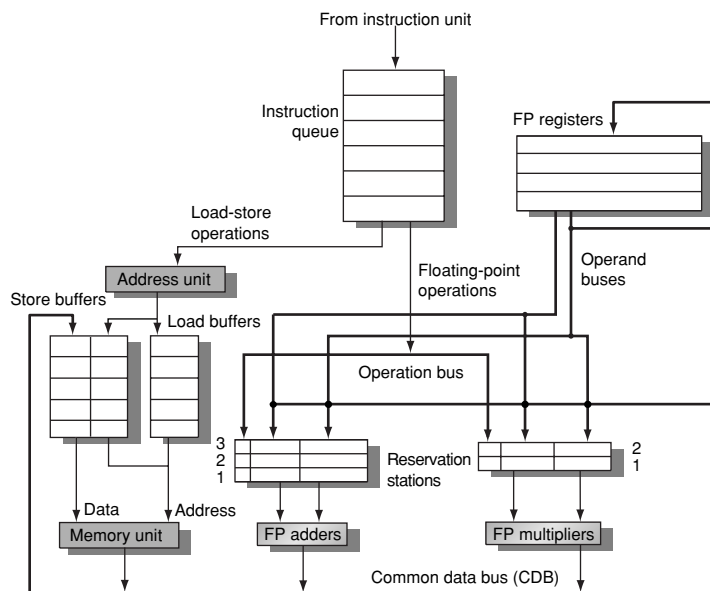 From instruction unit
Instruction
queue
FP registers
Load-store
operations
Address unit
Floating-point
operations
Operand
buses
Store buffers
Load buffers
Operation bus
3
2
1
Reservation
stations
2
1
Data
Address
Memory unit
FP adders
FP multipliers
Common data bus (CDB)